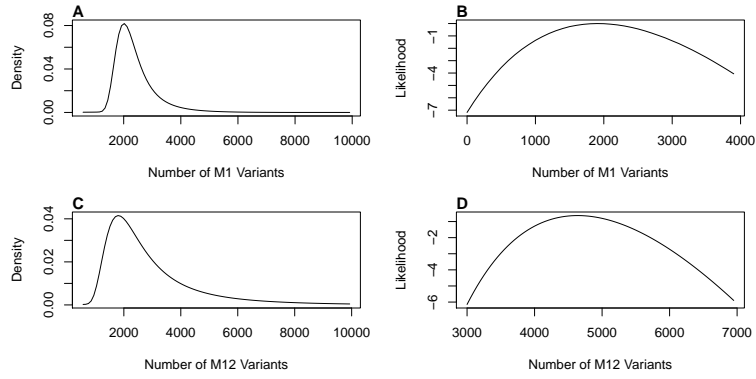 A
Density
0.00
0.04
0.08
2000
4000
6000
8000
10000
Number of M1 Variants
B
Likelihood
−7
−4
−1
0
1000
2000
3000
4000
Number of M1 Variants
C
Density
0.00
0.02
0.04
2000
4000
6000
8000
10000
Number of M12 Variants
D
Likelihood
−6
−4
−2
3000
4000
5000
6000
7000
Number of M12 Variants